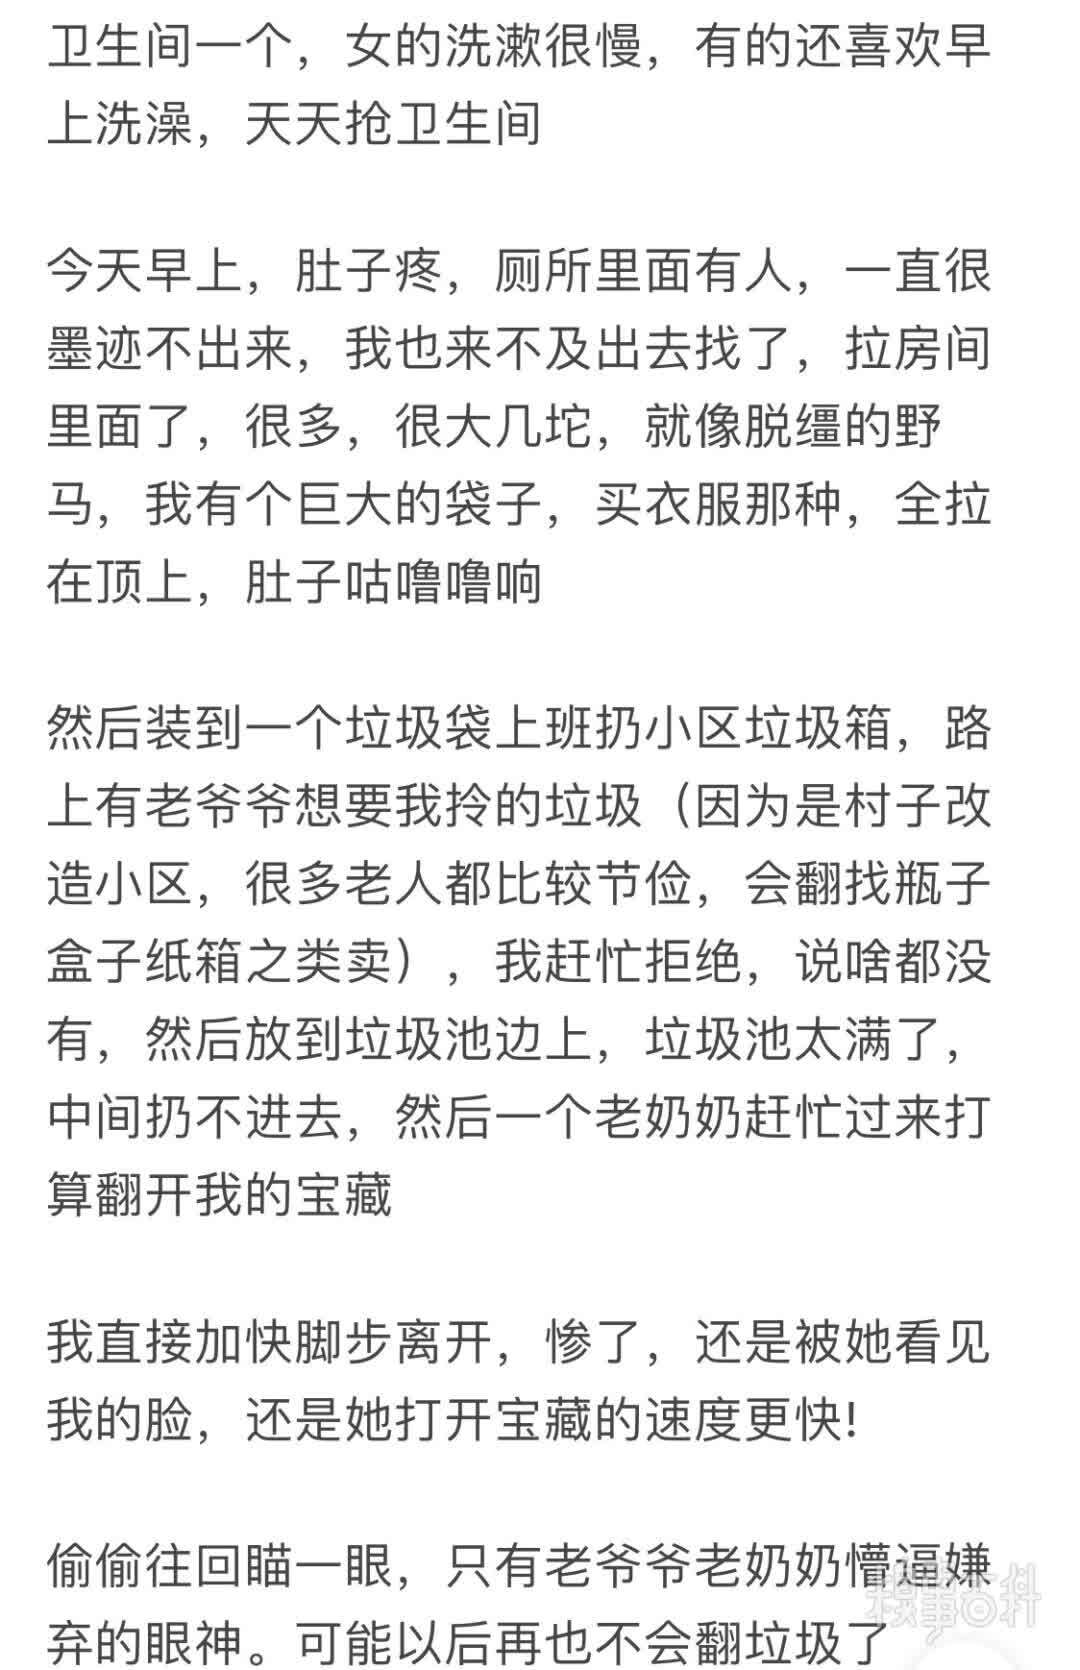 卫生间一个，女的洗漱很慢，有的还喜欢早
上洗澡，天天抢卫生间
今天早上，肚子疼，厕所里面有人，一直很
墨迹不出来，我也来不及出去找了，拉房间
里面了，很多，很大几坨，就像脱缰的野
马，我有个巨大的袋子，买衣服那种，全拉
在顶上，肚子咕噜噜响
然后装到一个垃圾袋上班扔小区垃圾箱，路
上有老爷爷想要我拎的垃圾（因为是村子改
造小区，很多老人都比较节俭，会翻找瓶子
盒子纸箱之类卖），我赶忙拒绝，说啥都没
有，然后放到垃圾池边上，垃圾池太满了，
中间扔不进去，然后一个老奶奶赶忙过来打
算翻开我的宝藏
我直接加快脚步离开，惨了，还是被她看见
我的脸，还是她打开宝藏的速度更快!
偷偷往回瞄一眼，只有老爷爷老奶奶懵逼嫌
弃的眼神。可能以后再也不会翻垃圾了
糗事百科